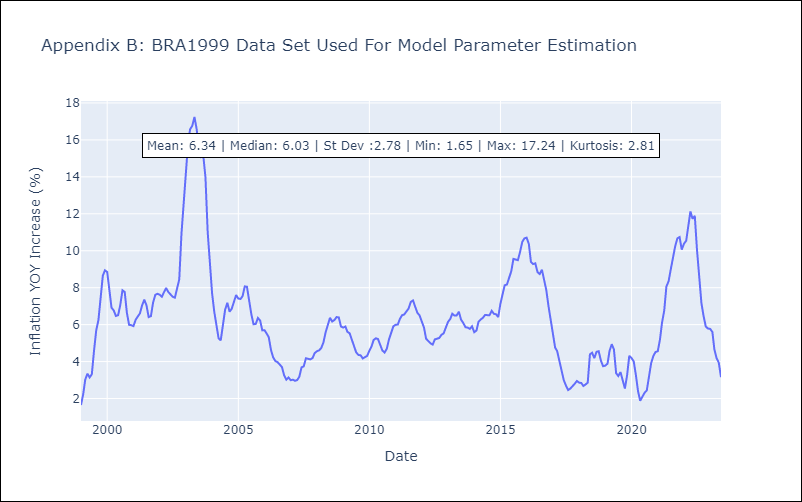 Appendix B: BRA1999 Data Set Used For Model Parameter Estimation
18
Mean: 6.34 | Median: 6.03 | St Dev :2.78 | Min: 1.65 | Max: 17.24 | Kurtosis: 2.81
16
14
12
10
8
6
4
2
Inflation YOY Increase (%)
2000 2005 2010 2015 2020
Date